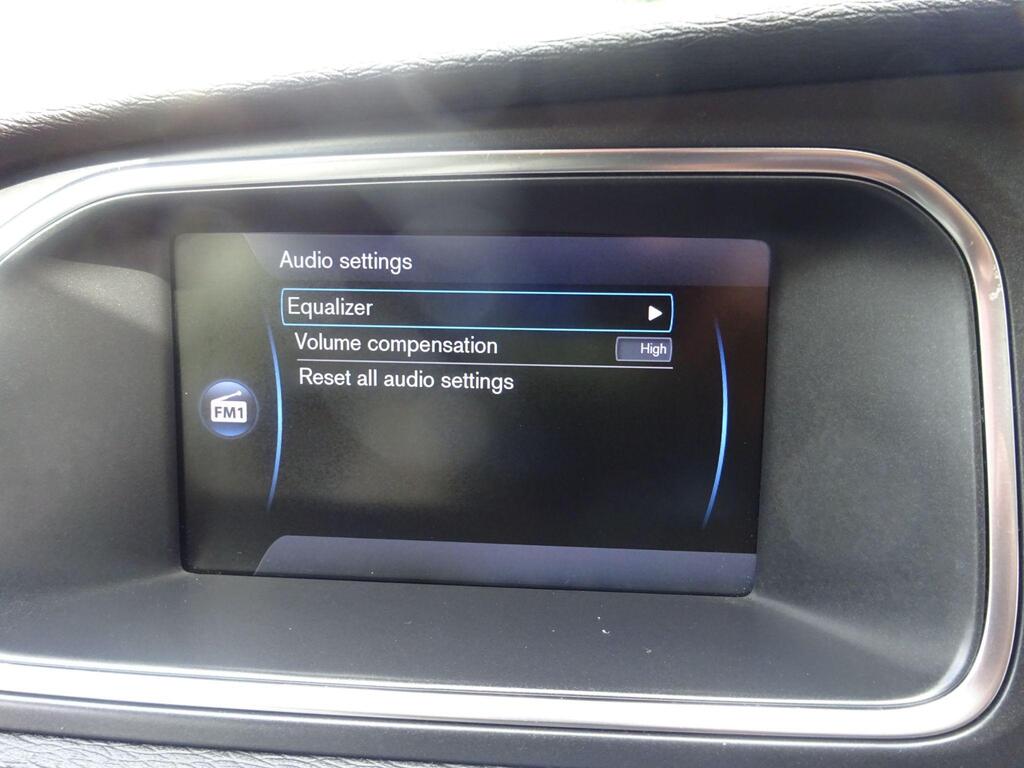 Audio settings
Equalizer
Volume compensation High
Reset all audio settings
FM1